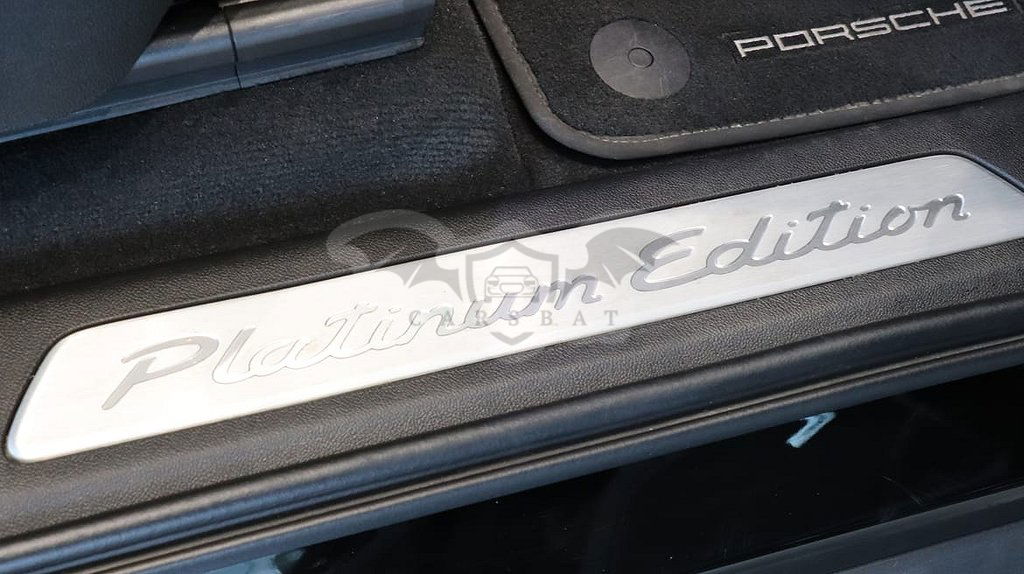 PORSCHE
Platinum Edition
CARSBAT